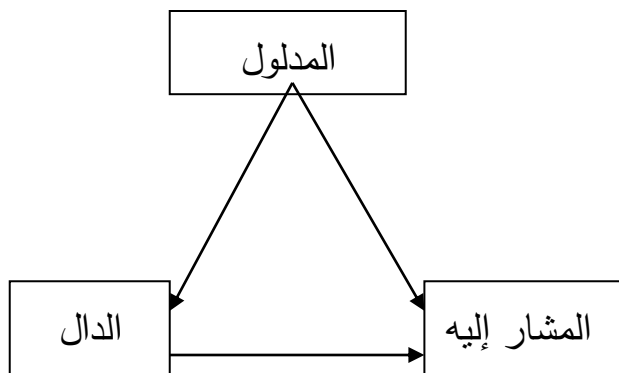 المدلول
المشار إليه
الدال